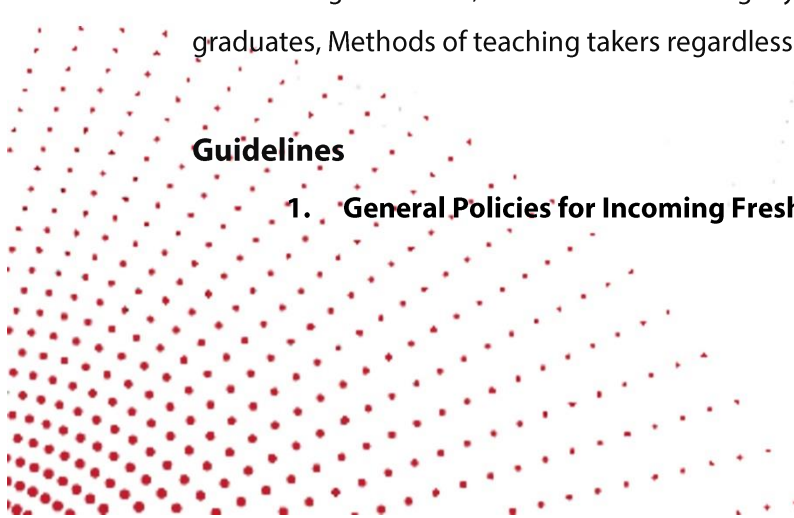 graduates, Methods of teaching takers regardless
Guidelines
1. General Policies for Incoming Fresh